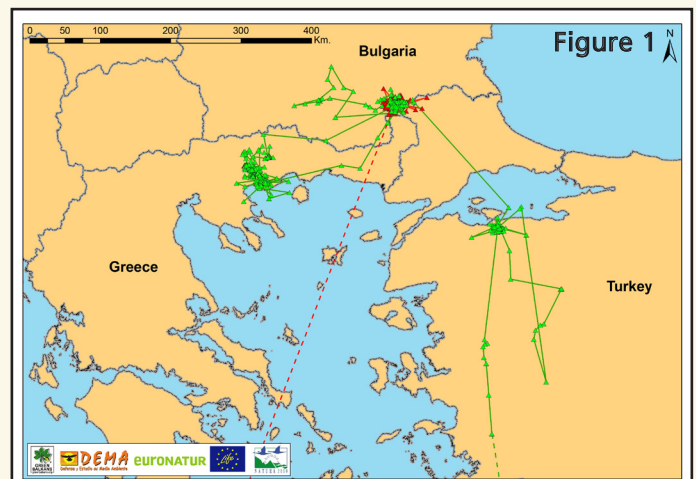 0 50 100 200 300 400
Km.
Bulgaria
Figure 1
N
Greece
Turkey
GREEN
BALKANS
DEMA
Defensa y Estudio del Medio Ambiente
euronatur
Life
NATURA 2000